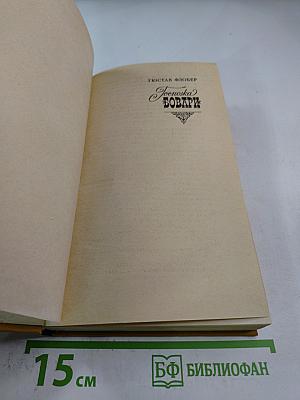 ГЮСТАВ ФЛОБЕР
Госпожа
БОВАРИ
15 см
БФ БИБЛИОФАН